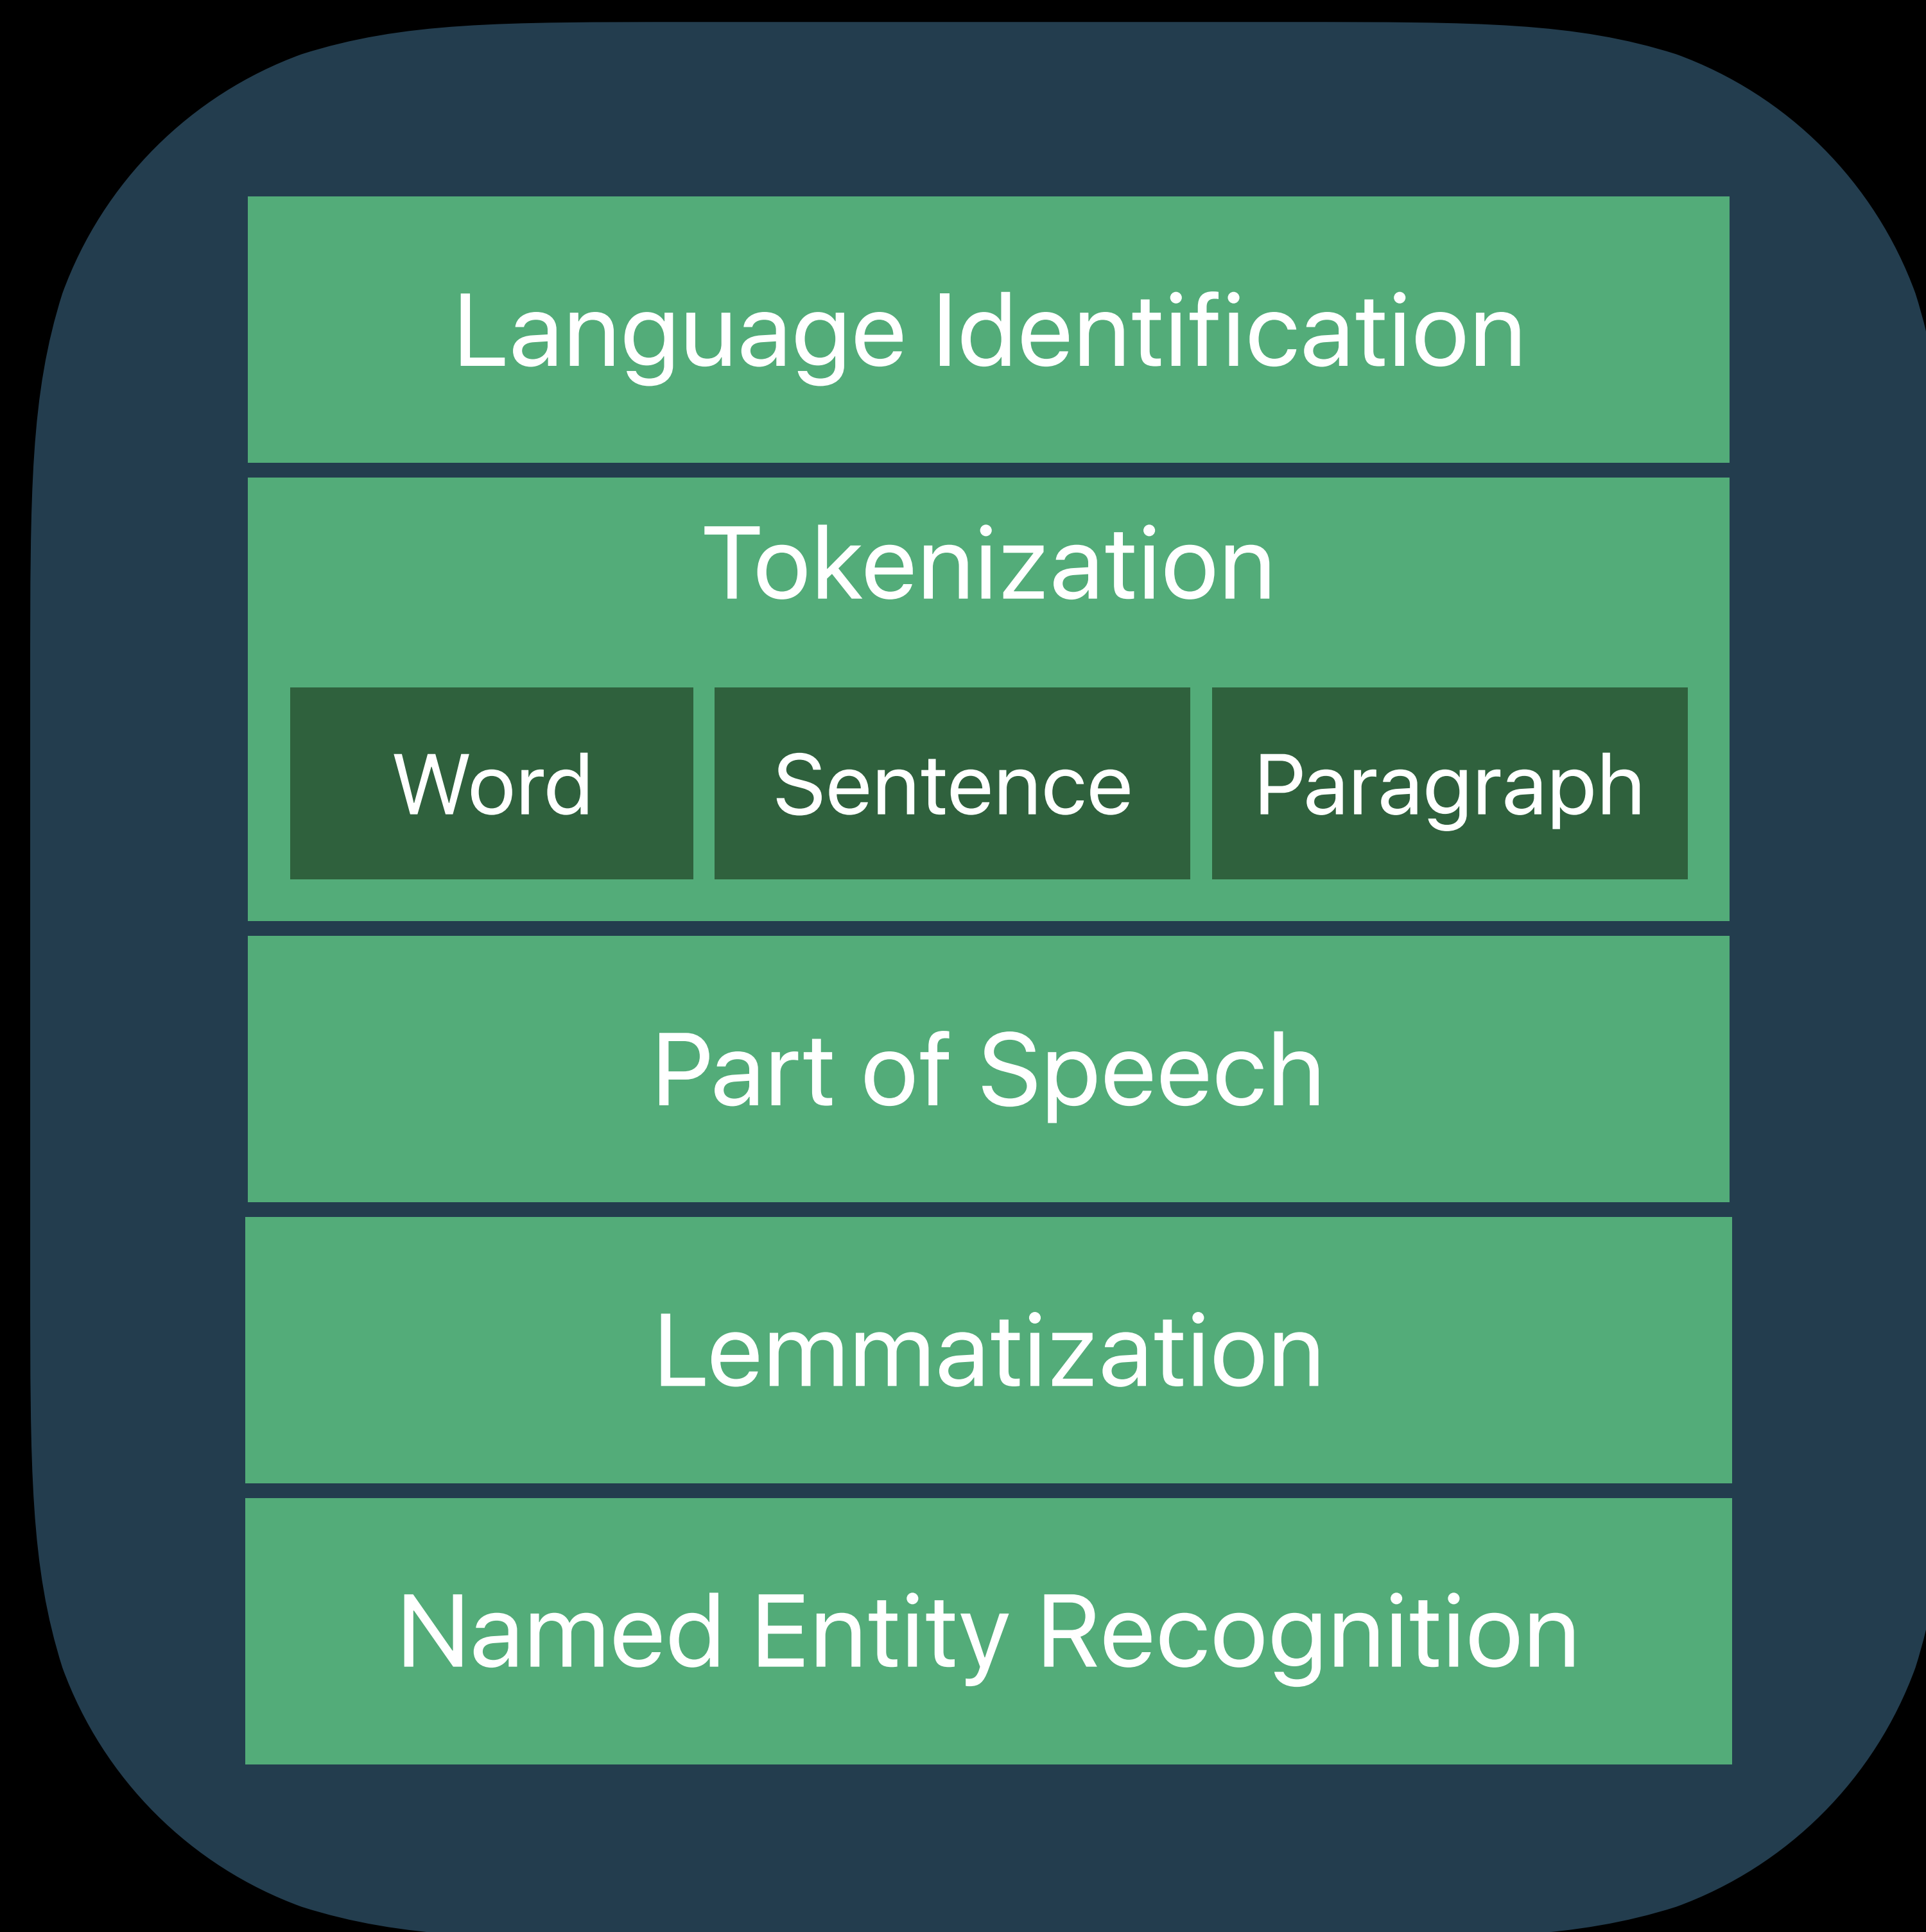 Language Identification
Tokenization
Word Sentence Paragraph
Part of Speech
Lemmatization
Named Entity Recognition